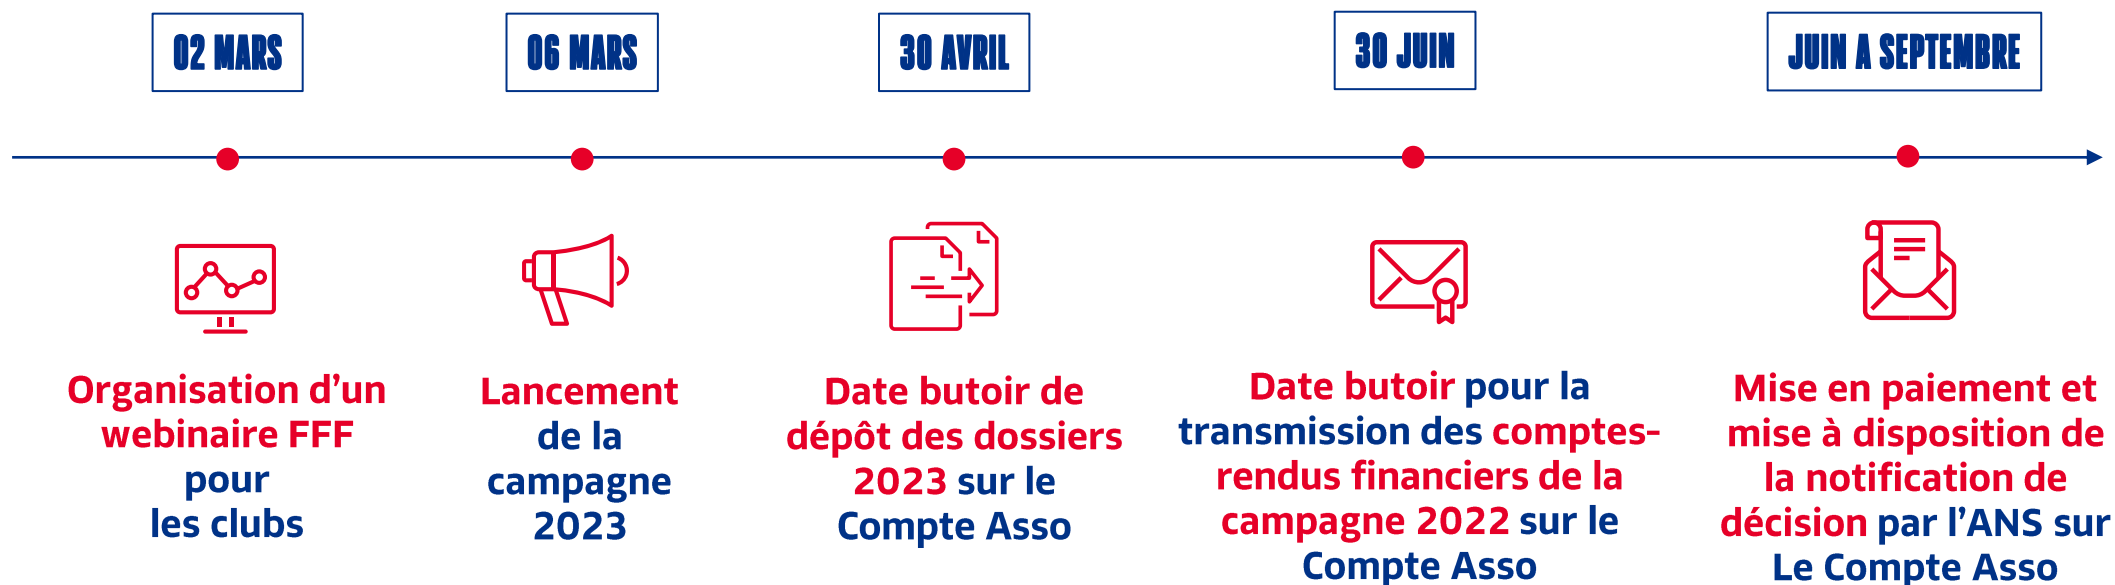 02 MARS
06 MARS
30 AVRIL
30 JUIN
JUIN A SEPTEMBRE
Organisation d’un
webinaire FFF
pour
les clubs
Lancement
de la
campagne
2023
Date butoir de
dépôt des dossiers
2023 sur le
Compte Asso
Date butoir pour la
transmission des comptes-
rendus financiers de la
campagne 2022 sur le
Compte Asso
Mise en paiement et
mise à disposition de
la notification de
décision par l’ANS sur
Le Compte Asso